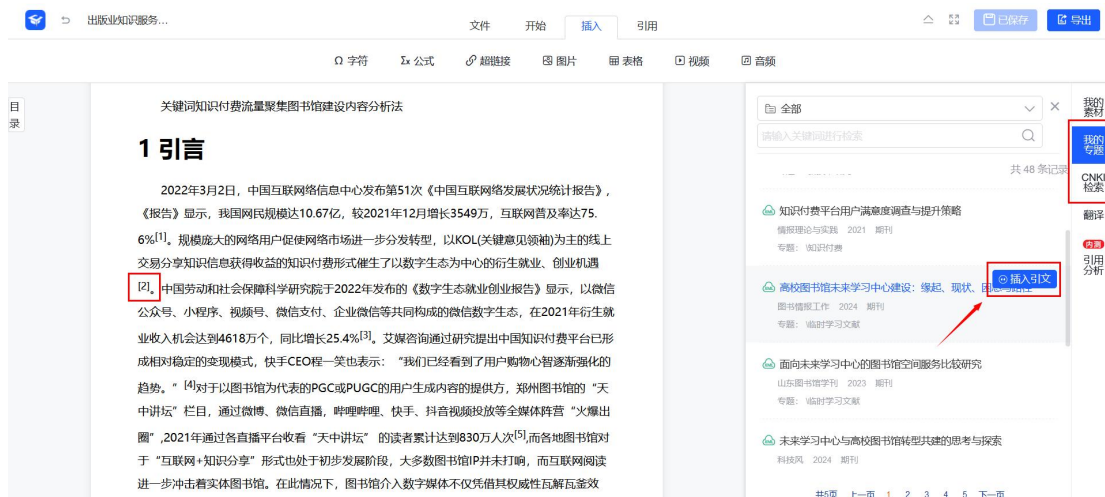 出版业知识服务...
文件 开始 插入 引用
已保存 导出
Ω 字符 Σx 公式 超链接 图片 表格 视频 音频
目录
关键词知识付费流量聚集图书馆建设内容分析法
1 引言
2022年3月2日，中国互联网络信息中心发布第51次《中国互联网络发展状况统计报告》，
《报告》显示，我国网民规模达10.67亿，较2021年12月增长3549万，互联网普及率达75.
6%[1]。规模庞大的网络用户促使网络市场进一步分发转型，以KOL(关键意见领袖)为主的线上
交易分享知识信息获得收益的知识付费形式催生了以数字生态为中心的衍生就业、创业机遇
[2]。中国劳动和社会保障科学研究院于2022年发布的《数字生态就业创业报告》显示，以微信
公众号、小程序、视频号、微信支付、企业微信等共同构成的微信数字生态，在2021年衍生就
业收入机会达到4618万个，同比增长25.4%[3]。艾媒咨询通过研究提出中国知识付费平台已形
成相对稳定的变现模式，快手CEO程一笑也表示：“我们已经看到了用户购物心智逐渐强化的
趋势。“ [4]对于以图书馆为代表的PGC或PUGC的用户生成内容的提供方，郑州图书馆的“天
中讲坛”栏目，通过微博、微信直播，哔哩哔哩、快手、抖音视频投放等全媒体阵营“火爆出
圈”,2021年通过各直播平台收看“天中讲坛” 的读者累计达到830万人次[5],而各地图书馆对
于“互联网+知识分享”形式也处于初步发展阶段，大多数图书馆IP并未打响，而互联网阅读
进一步冲击着实体图书馆。在此情况下，图书馆介入数字媒体不仅凭借其权威性瓦解瓦釜效
全部
请输入关键词进行检索
共 48 条记录
知识付费平台用户满意度调查与提升策略
情报理论与实践 2021 期刊
专题： \知识付费
插入引文
高校图书馆未来学习中心建设：缘起、现状、
图书情报工作 2024 期刊
专题： \临时学习文献
面向未来学习中心的图书馆空间服务比较研究
山东图书馆学刊 2023 期刊
专题： \临时学习文献
未来学习中心与高校图书馆转型共建的思考与探索
科技风 2024 期刊
共5页 上一页 1 2 3 4 5 下一页
我的素材
我的专题
CNKI检索
翻译
内测
引用分析